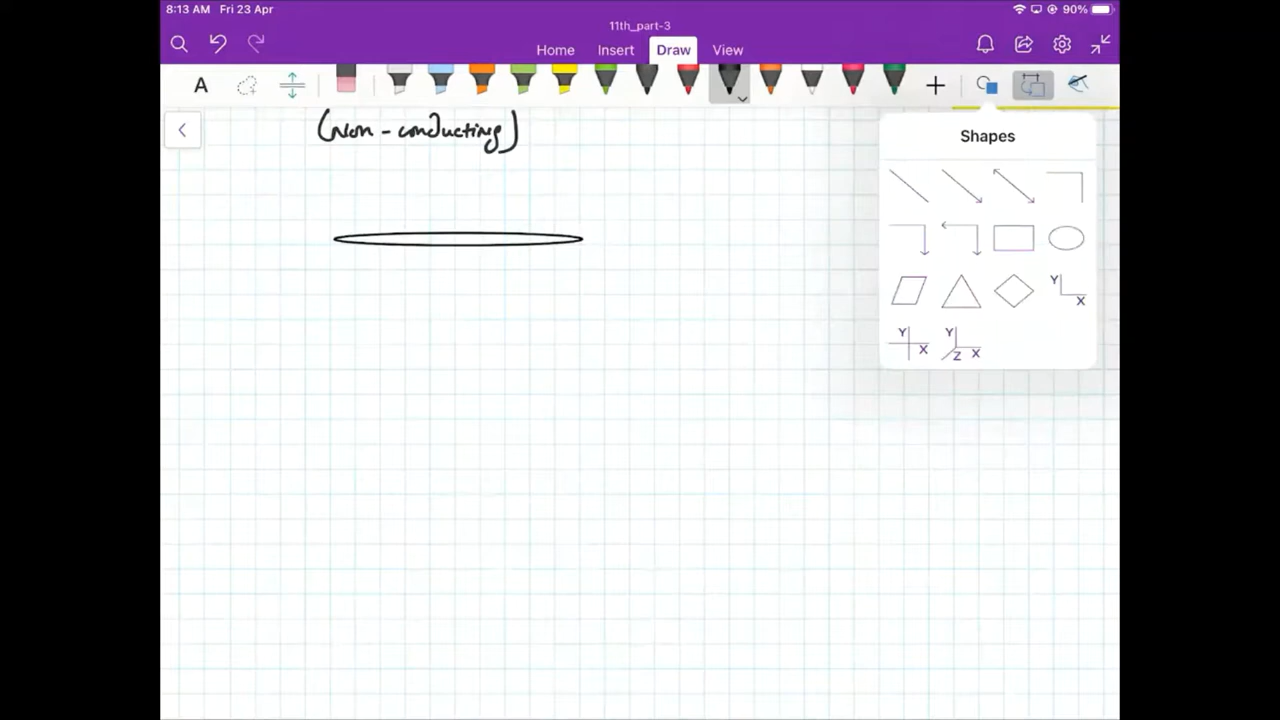 8:13 AM Fri 23 Apr
90%
11th_part-3
Home Insert Draw View
A
(Non-conducting)
Shapes
Y
X
Y
X
Y
Z X